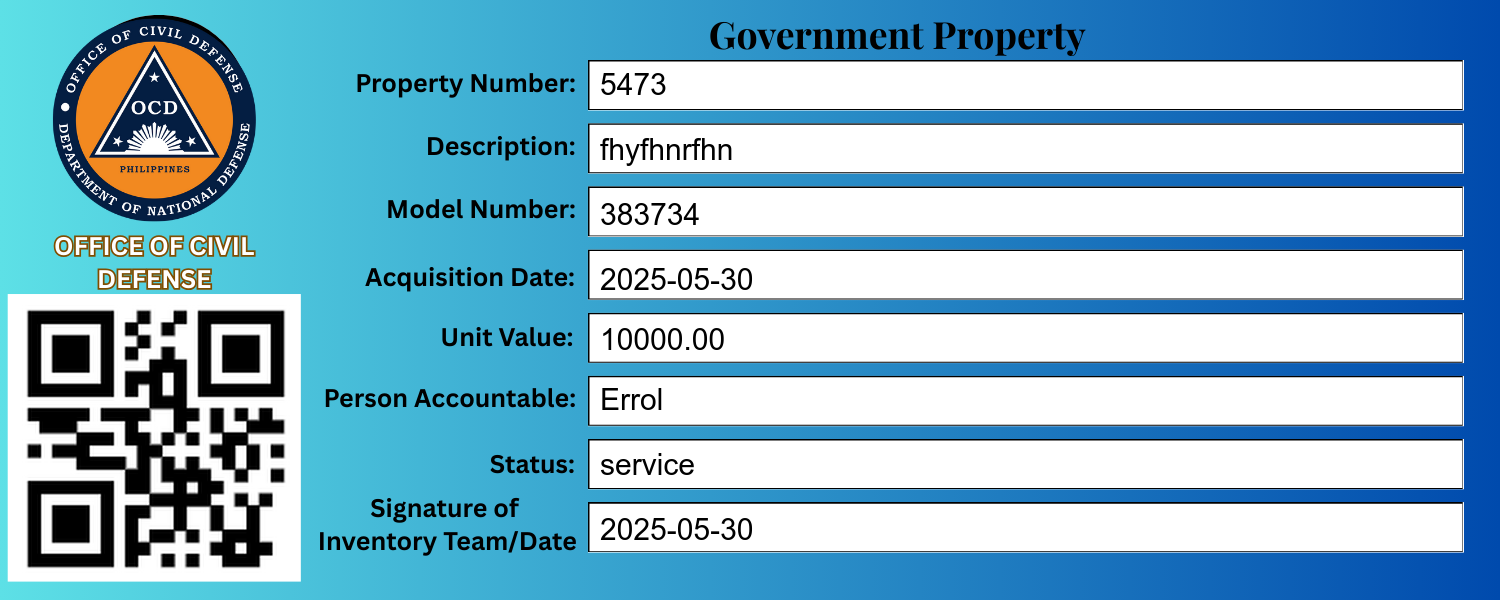 OFFICE OF CIVIL DEFENSE
OCD
PHILIPPINES
DEPARTMENT OF NATIONAL DEFENSE
OFFICE OF CIVIL
DEFENSE
Government Property
Property Number: 5473
Description: fhyfhnrfhn
Model Number: 383734
Acquisition Date: 2025-05-30
Unit Value: 10000.00
Person Accountable: Errol
Status: service
Signature of
Inventory Team/Date 2025-05-30